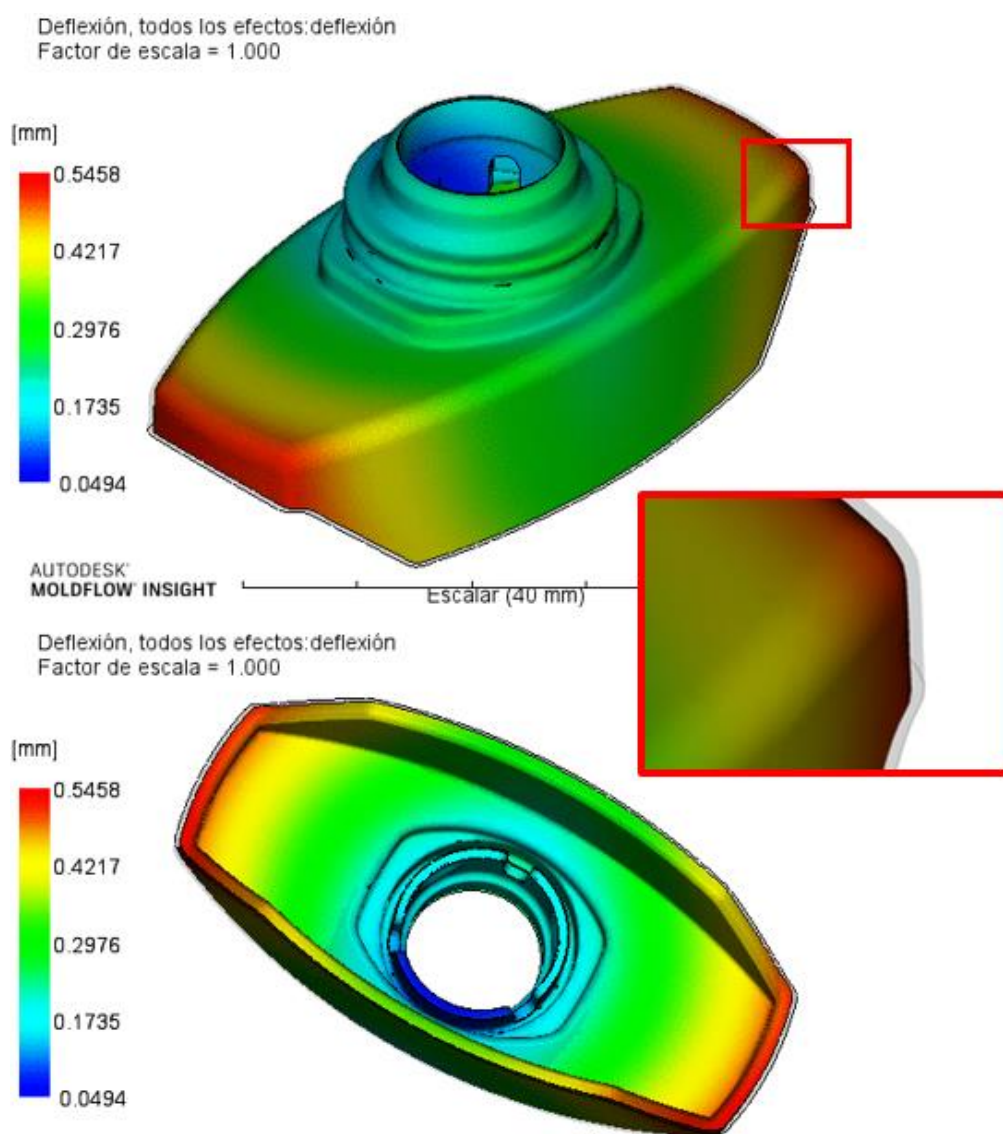 Deflexión, todos los efectos:deflexión
Factor de escala = 1.000
[mm]
0.5458
0.4217
0.2976
0.1735
0.0494
AUTODESK'
MOLDFLOW' INSIGHT
Escalar (40 mm)
Deflexión, todos los efectos:deflexión
Factor de escala = 1.000
[mm]
0.5458
0.4217
0.2976
0.1735
0.0494